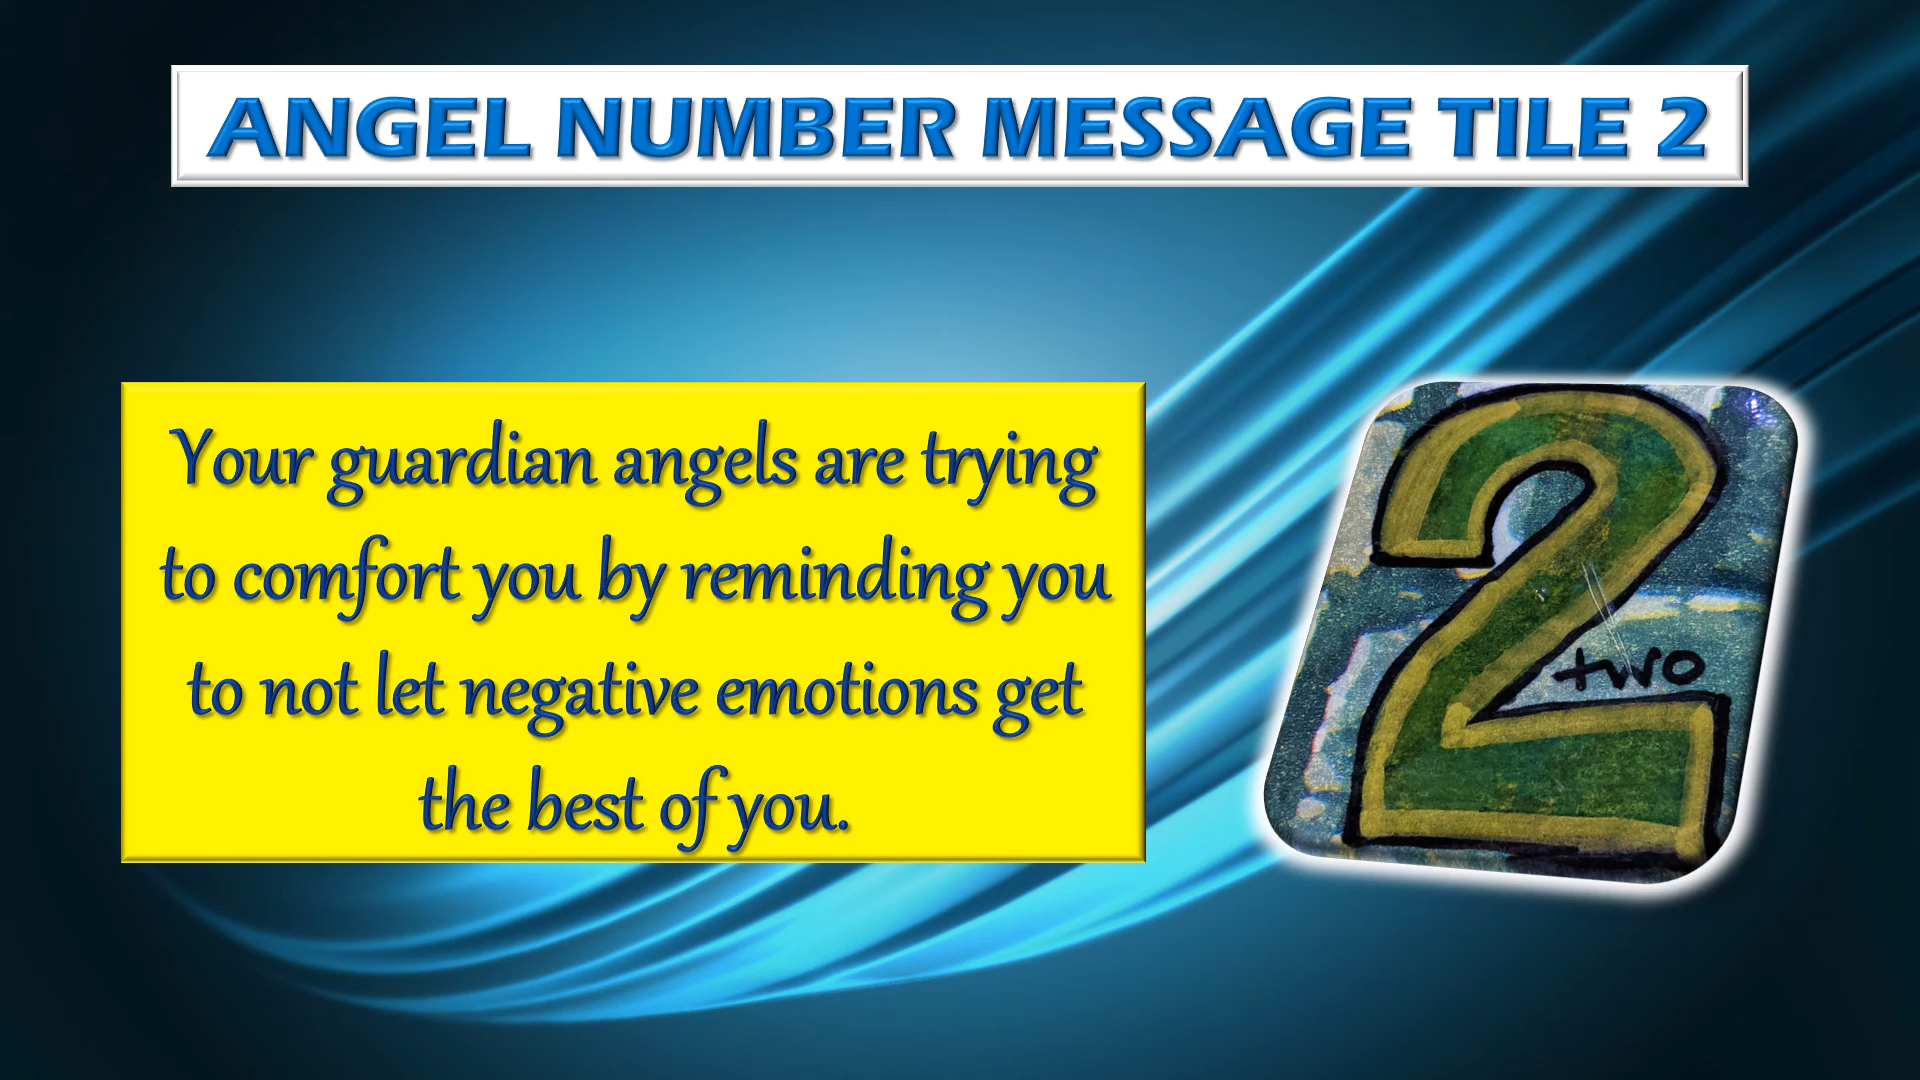 ANGEL NUMBER MESSAGE TILE 2
Your guardian angels are trying
to comfort you by reminding you
to not let negative emotions get
the best of you.
2
two